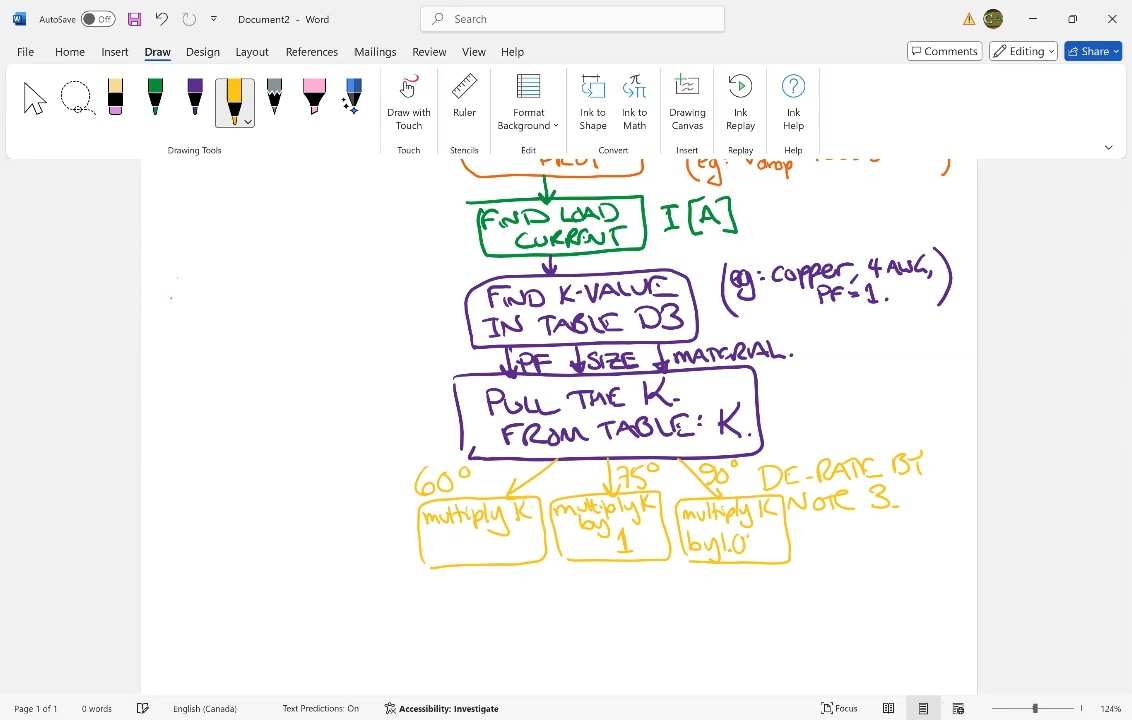 AutoSave Off Document2 - Word Search
File Home Insert Draw Design Layout References Mailings Review View Help Comments Editing Share
Draw with Touch Ruler Format Background Ink to Shape Ink to Math Drawing Canvas Ink Replay Ink Help
Drawing Tools Touch Stencils Edit Convert Insert Replay Help
PILOT (eg: Vdrop
FIND LOAD
CURRENT I [A]
FIND K-VALUE
IN TABLE D3
(eg: copper, 4 AWG,
PF = 1.)
PF SIZE MATERIAL.
PULL THE K.
FROM TABLE: K.
60° 75° 90° DE-RATE BY
NOTE 3.
multiply K
multiply K
by
1
multiply K
by 1.0
Page 1 of 1 0 words English (Canada) Text Predictions: On Accessibility: Investigate Focus 124%